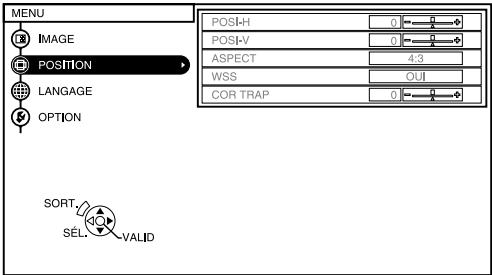 MENU
IMAGE
POSITION
LANGAGE
OPTION
POSI-H 0
POSI-V 0
ASPECT 4:3
WSS OUI
COR TRAP 0
SORT.
SÉL.
VALID